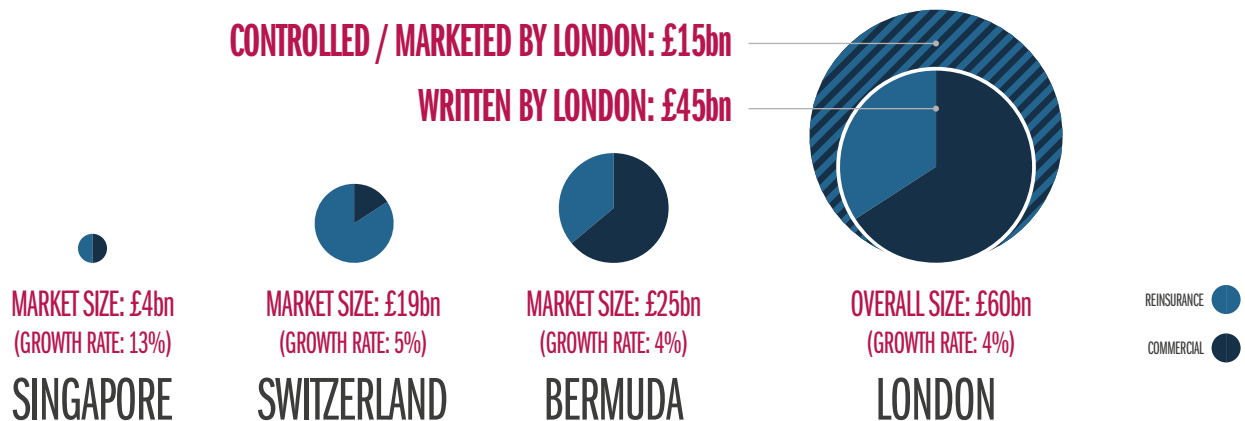 CONTROLLED / MARKETED BY LONDON: £15bn
WRITTEN BY LONDON: £45bn
MARKET SIZE: £4bn
(GROWTH RATE: 13%)
SINGAPORE
MARKET SIZE: £19bn
(GROWTH RATE: 5%)
SWITZERLAND
MARKET SIZE: £25bn
(GROWTH RATE: 4%)
BERMUDA
OVERALL SIZE: £60bn
(GROWTH RATE: 4%)
LONDON
REINSURANCE
COMMERCIAL